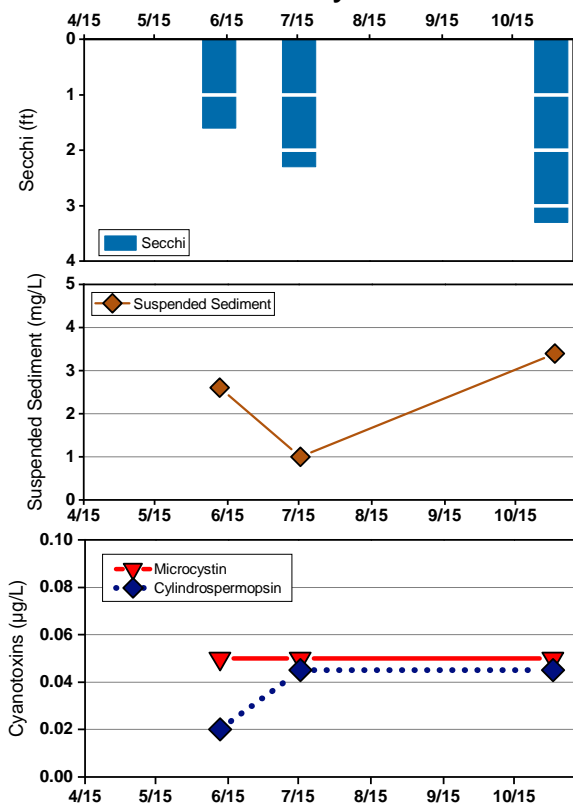 4/15 5/15 6/15 7/15 8/15 9/15 10/15
0
1
2
3
4
Secchi (ft)
Secchi
5
4
3
2
1
0
Suspended Sediment (mg/L)
Suspended Sediment
4/15 5/15 6/15 7/15 8/15 9/15 10/15
0.10
0.08
0.06
0.04
0.02
0.00
Cyanotoxins (µg/L)
Microcystin
Cylindrospermopsin
4/15 5/15 6/15 7/15 8/15 9/15 10/15